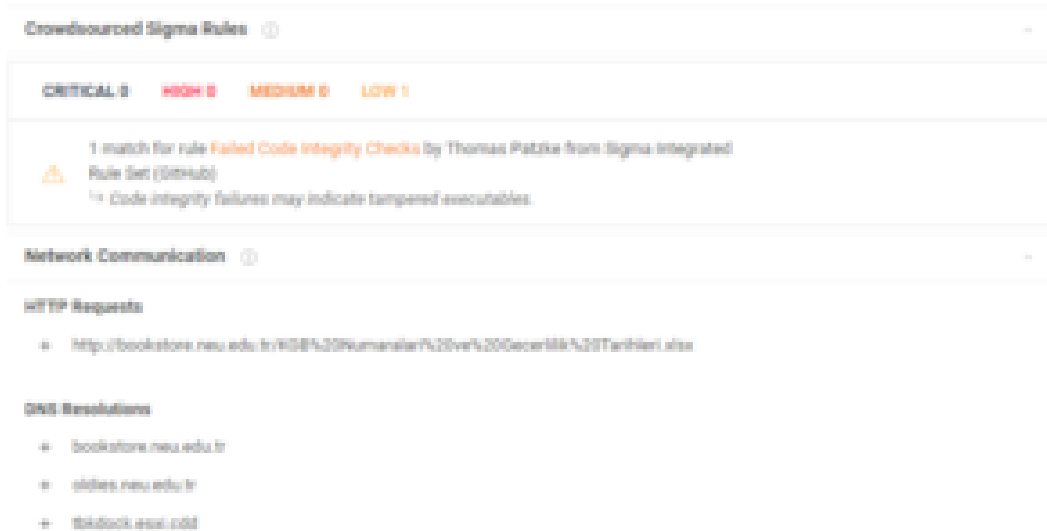 Crowdsourced Sigma Rules
CRITICAL 0 HIGH 0 MEDIUM 0 LOW 1
1 match for rule Failed Code Integrity Checks by Thomas Patzke from Sigma Integrated
Rule Set (GitHub)
↳ Code integrity failures may indicate tampered executables.
Network Communication
HTTP Requests
+ http://bookstore.neu.edu.tr/KGB%20Numaralari%20ve%20Gecerlilik%20Tarihleri.xlsx
DNS Resolutions
+ bookstore.neu.edu.tr
+ oldies.neu.edu.tr
+